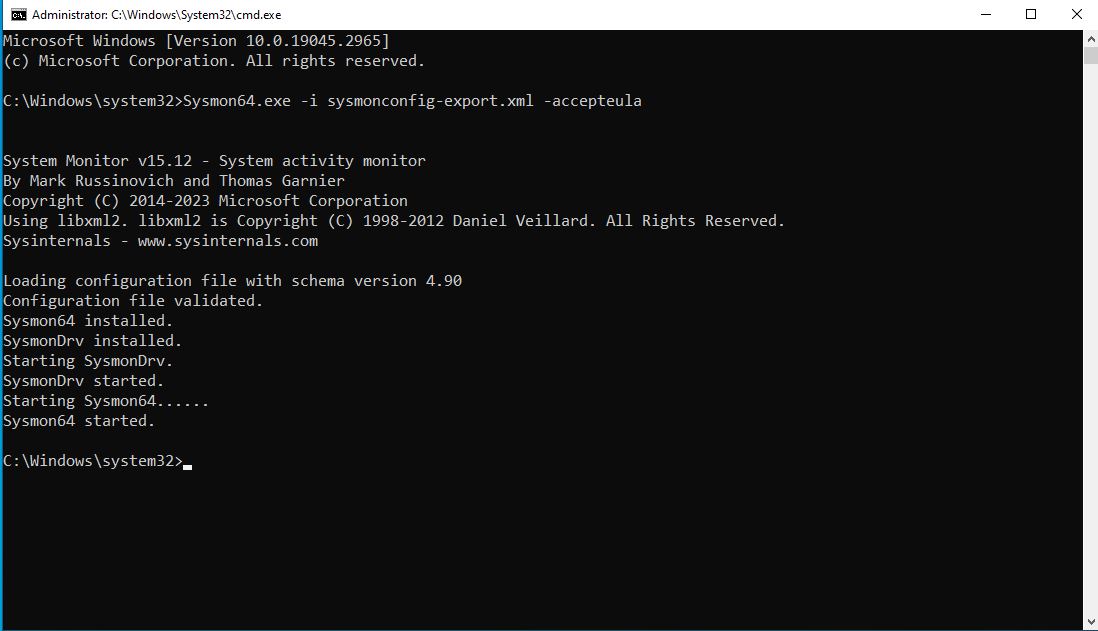 Administrator: C:\Windows\System32\cmd.exe
Microsoft Windows [Version 10.0.19045.2965]
(c) Microsoft Corporation. All rights reserved.
C:\Windows\system32>Sysmon64.exe -i sysmonconfig-export.xml -accepteula
System Monitor v15.12 - System activity monitor
By Mark Russinovich and Thomas Garnier
Copyright (C) 2014-2023 Microsoft Corporation
Using libxml2. libxml2 is Copyright (C) 1998-2012 Daniel Veillard. All Rights Reserved.
Sysinternals - www.sysinternals.com
Loading configuration file with schema version 4.90
Configuration file validated.
Sysmon64 installed.
SysmonDrv installed.
Starting SysmonDrv.
SysmonDrv started.
Starting Sysmon64......
Sysmon64 started.
C:\Windows\system32>